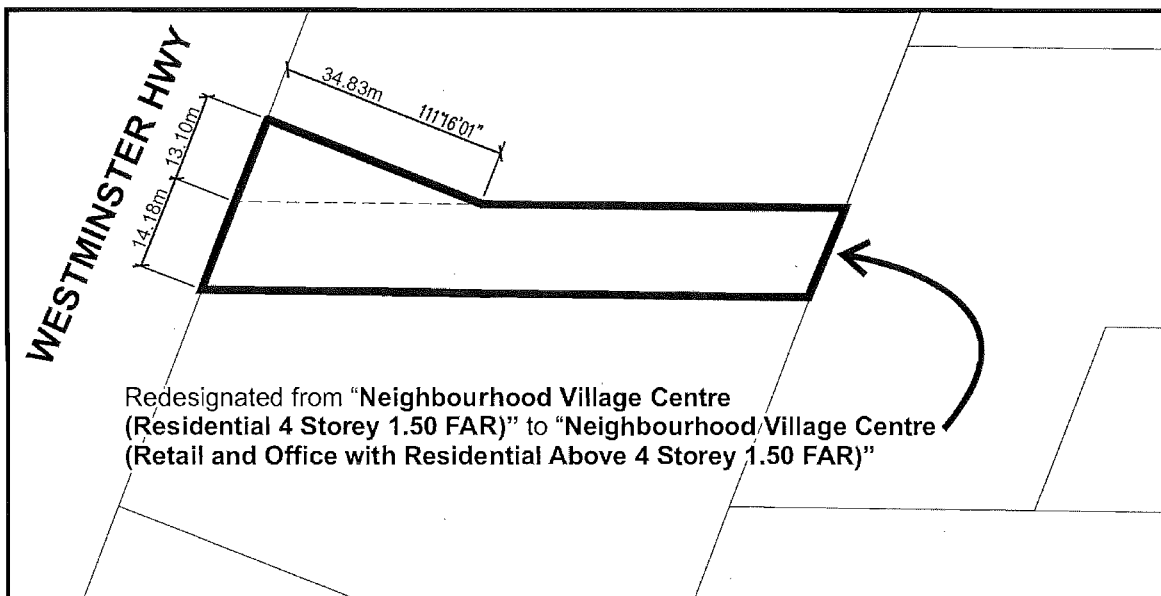 WESTMINSTER HWY
13.10m
14.18m
34.83m
111°16'01"
Redesignated from “Neighbourhood Village Centre
(Residential 4 Storey 1.50 FAR)” to “Neighbourhood Village Centre
(Retail and Office with Residential Above 4 Storey 1.50 FAR)”